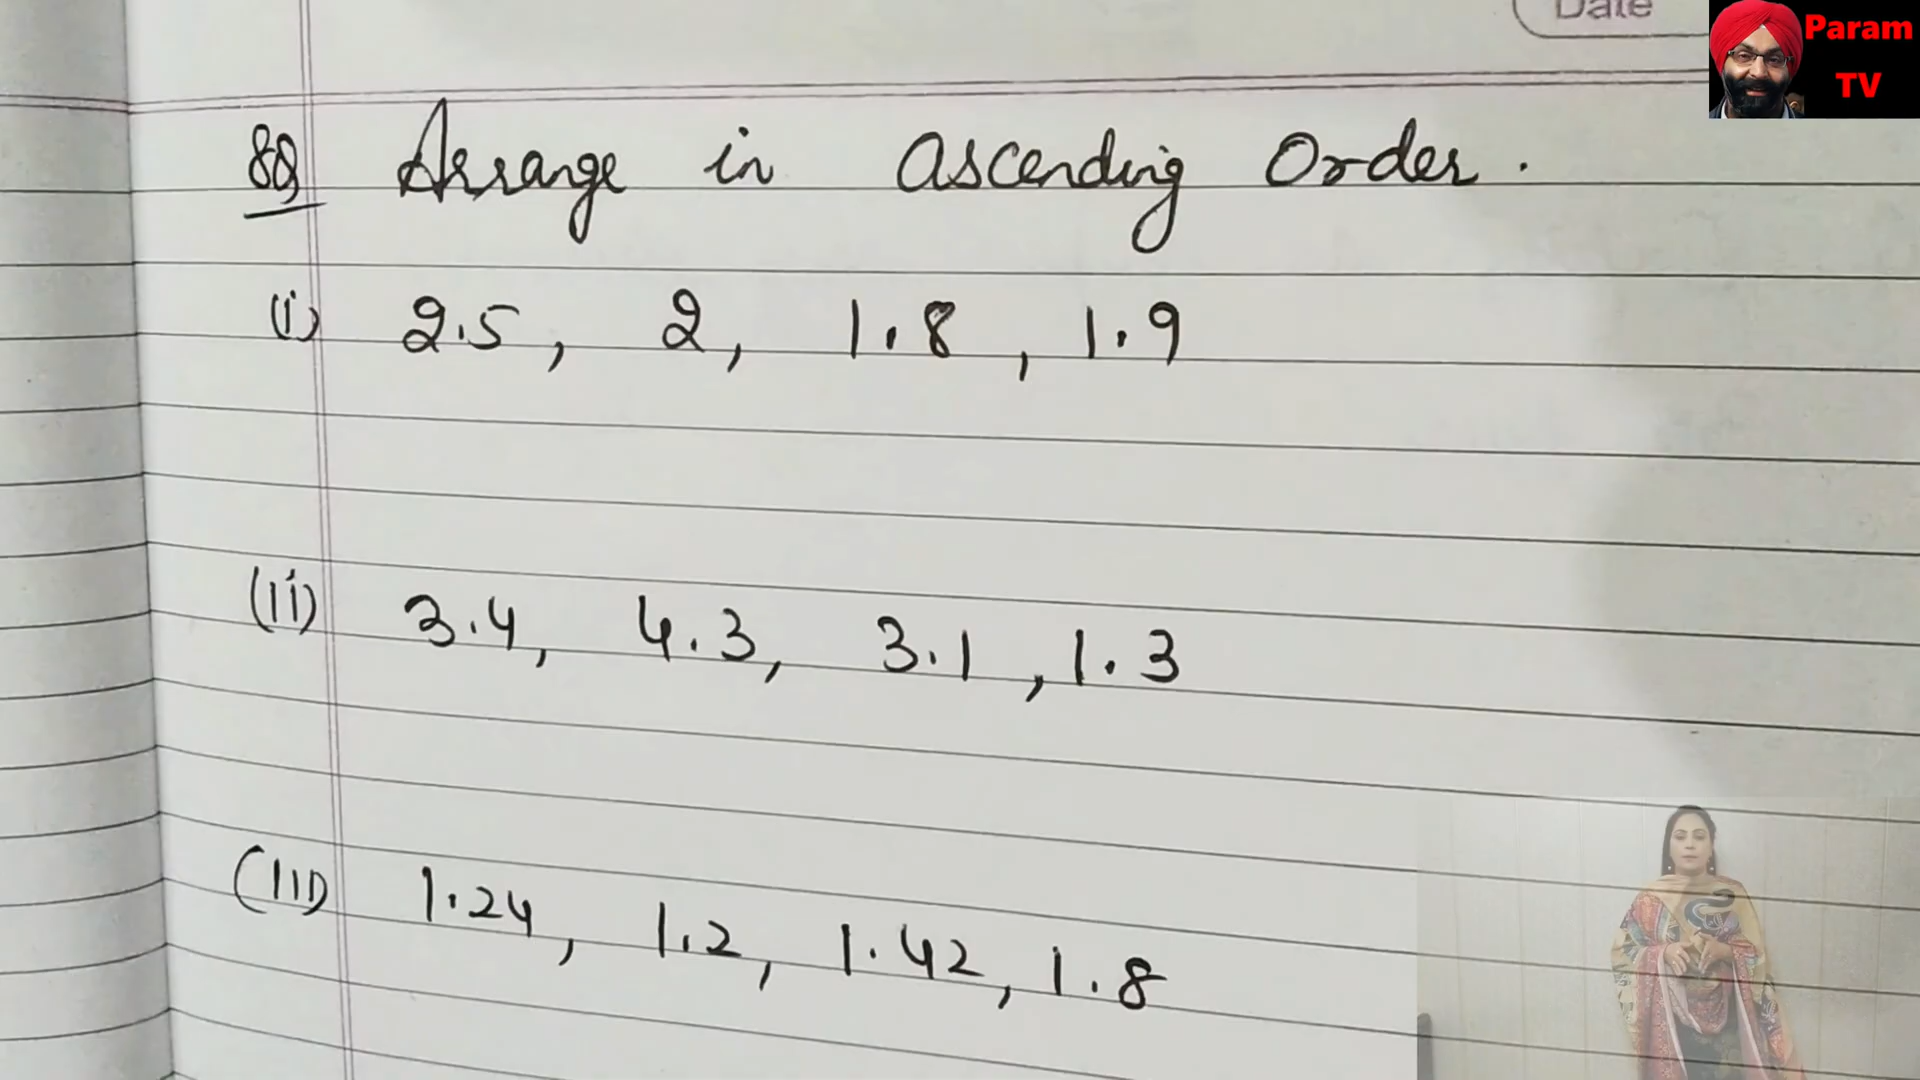 Date
Param
TV
8Q Arrange in ascending Order.
(i) 2.5, 2, 1.8, 1.9
(ii) 3.4, 4.3, 3.1, 1.3
(iii) 1.24, 1.2, 1.42, 1.8